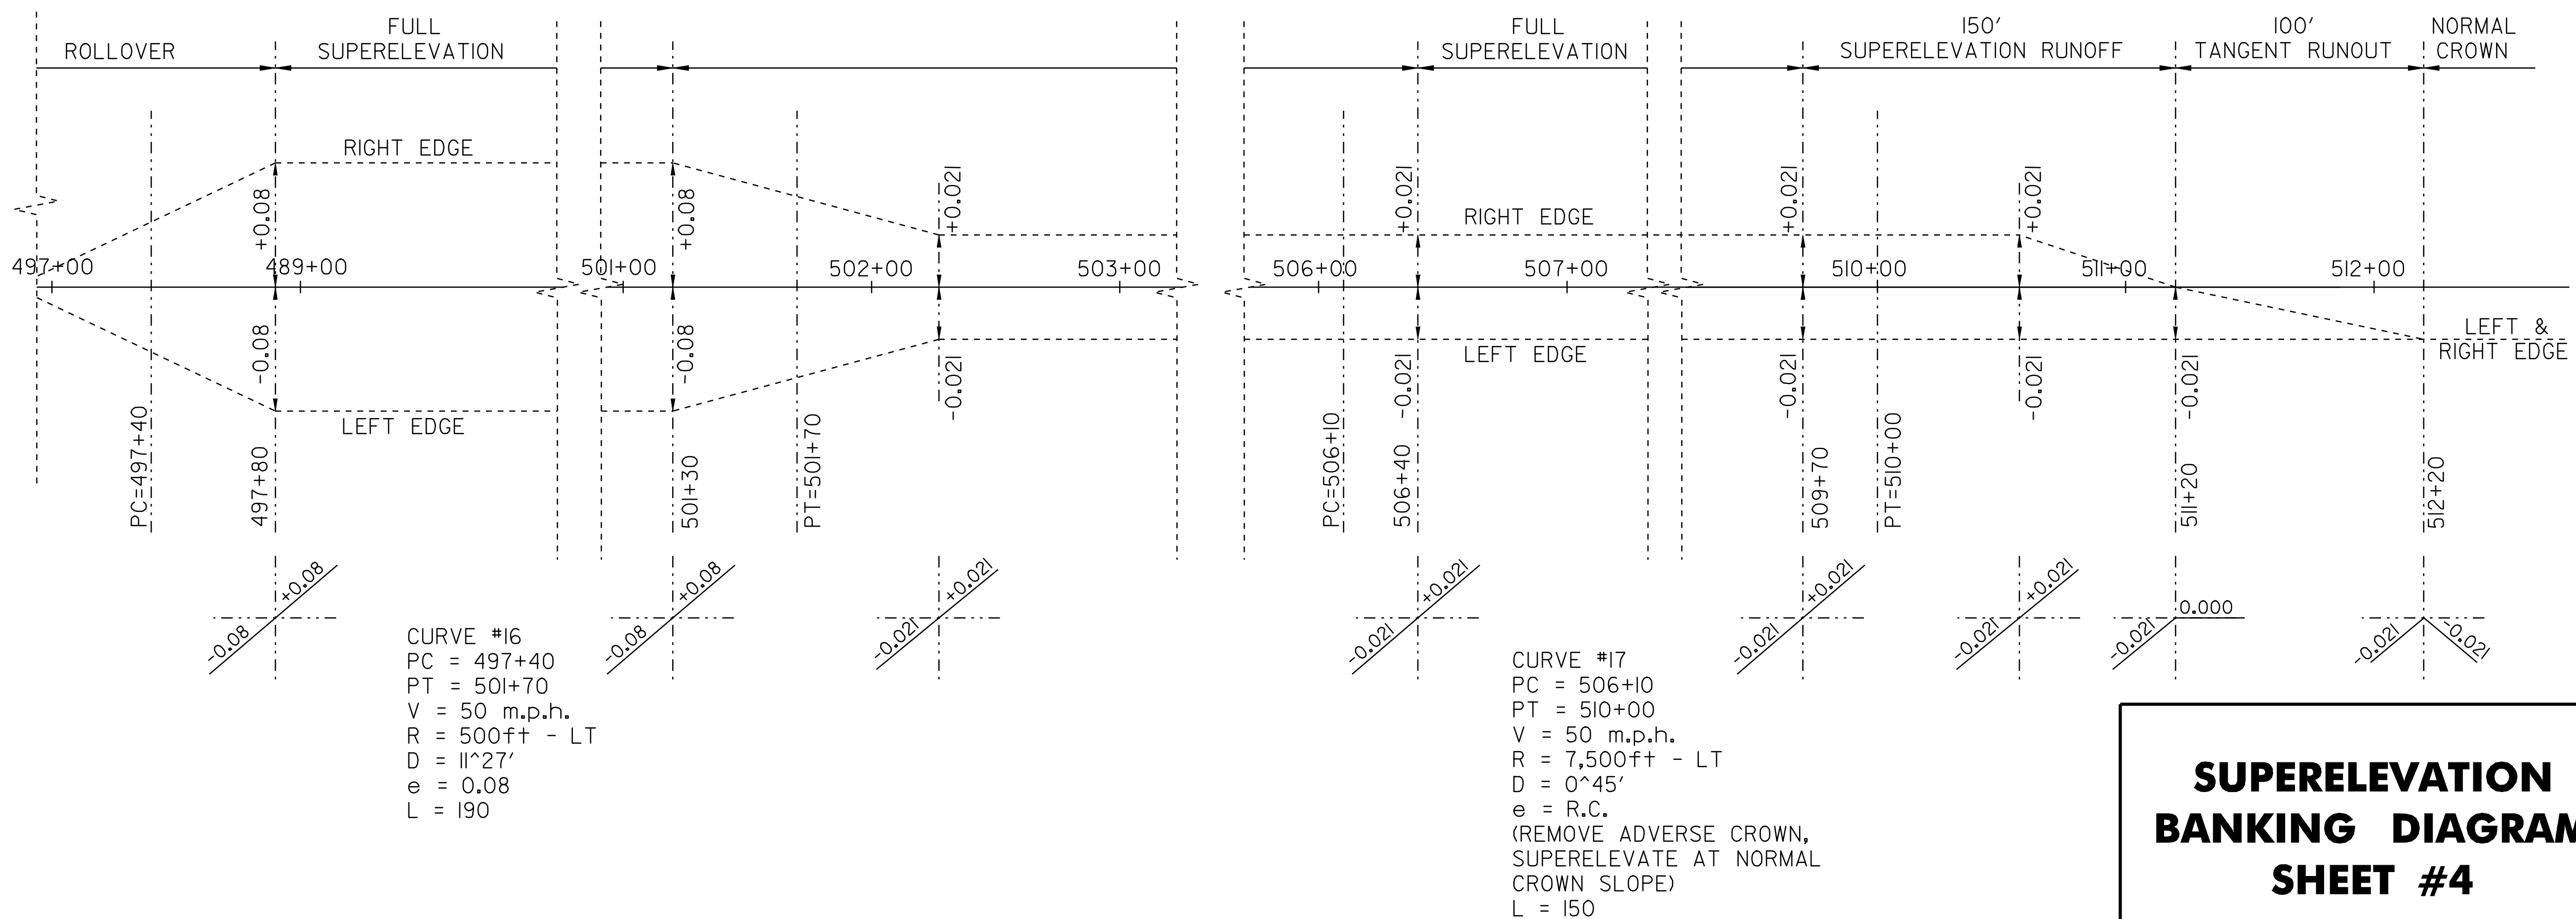 ROLLOVER
FULL
SUPERELEVATION
FULL
SUPERELEVATION
150'
SUPERELEVATION RUNOFF
100'
TANGENT RUNOUT
NORMAL
CROWN
RIGHT EDGE
+0.08
+0.08
+0.021
RIGHT EDGE
+0.021
+0.021
+0.021
497+00
489+00
501+00
502+00
503+00
506+00
507+00
510+00
511+00
512+00
-0.08
-0.08
-0.021
-0.021
-0.021
-0.021
-0.021
LEFT EDGE
LEFT EDGE
LEFT &
RIGHT EDGE
PC=497+40
497+80
501+30
PT=501+70
PC=506+10
506+40
509+70
PT=510+00
511+20
512+20
+0.08
-0.08
+0.08
-0.08
+0.021
-0.021
+0.021
-0.021
+0.021
-0.021
+0.021
-0.021
0.000
-0.021
-0.021
-0.021
CURVE #16
PC = 497+40
PT = 501+70
V = 50 m.p.h.
R = 500ft - LT
D = 11^27'
e = 0.08
L = 190
CURVE #17
PC = 506+10
PT = 510+00
V = 50 m.p.h.
R = 7,500ft - LT
D = 0^45'
e = R.C.
(REMOVE ADVERSE CROWN,
SUPERELEVATE AT NORMAL
CROWN SLOPE)
L = 150
SUPERELEVATION
BANKING DIAGRAM
SHEET #4